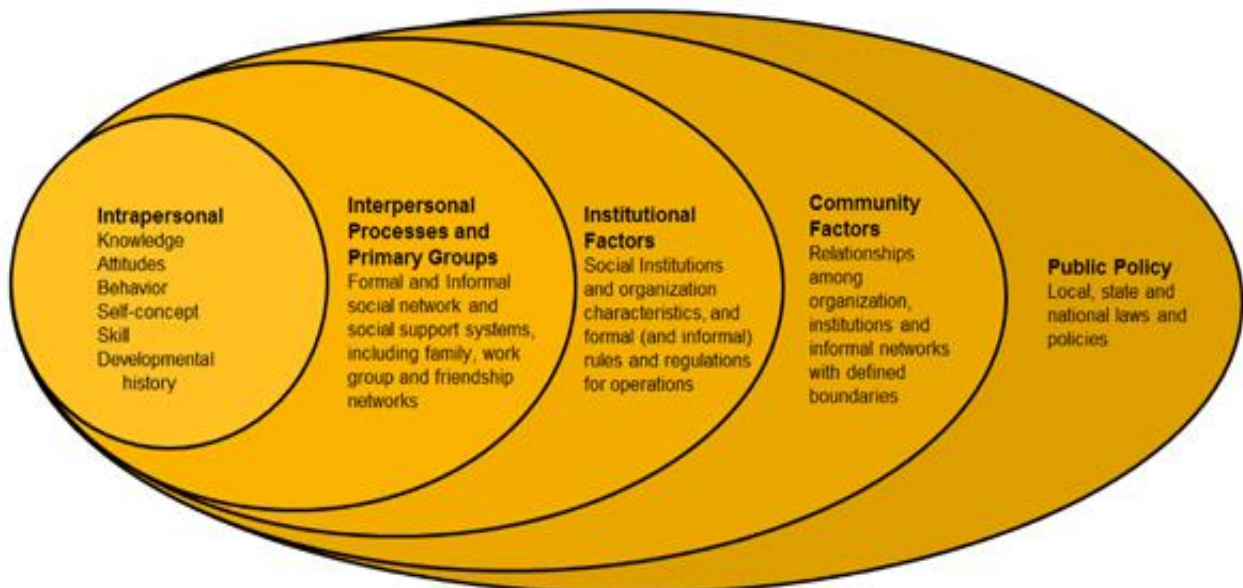 Intrapersonal
Knowledge
Attitudes
Behavior
Self-concept
Skill
Developmental
history
Interpersonal
Processes and
Primary Groups
Formal and Informal
social network and
social support systems,
including family, work
group and friendship
networks
Institutional
Factors
Social Institutions
and organization
characteristics, and
formal (and informal)
rules and regulations
for operations
Community
Factors
Relationships
among
organization,
institutions and
informal networks
with defined
boundaries
Public Policy
Local, state and
national laws and
policies